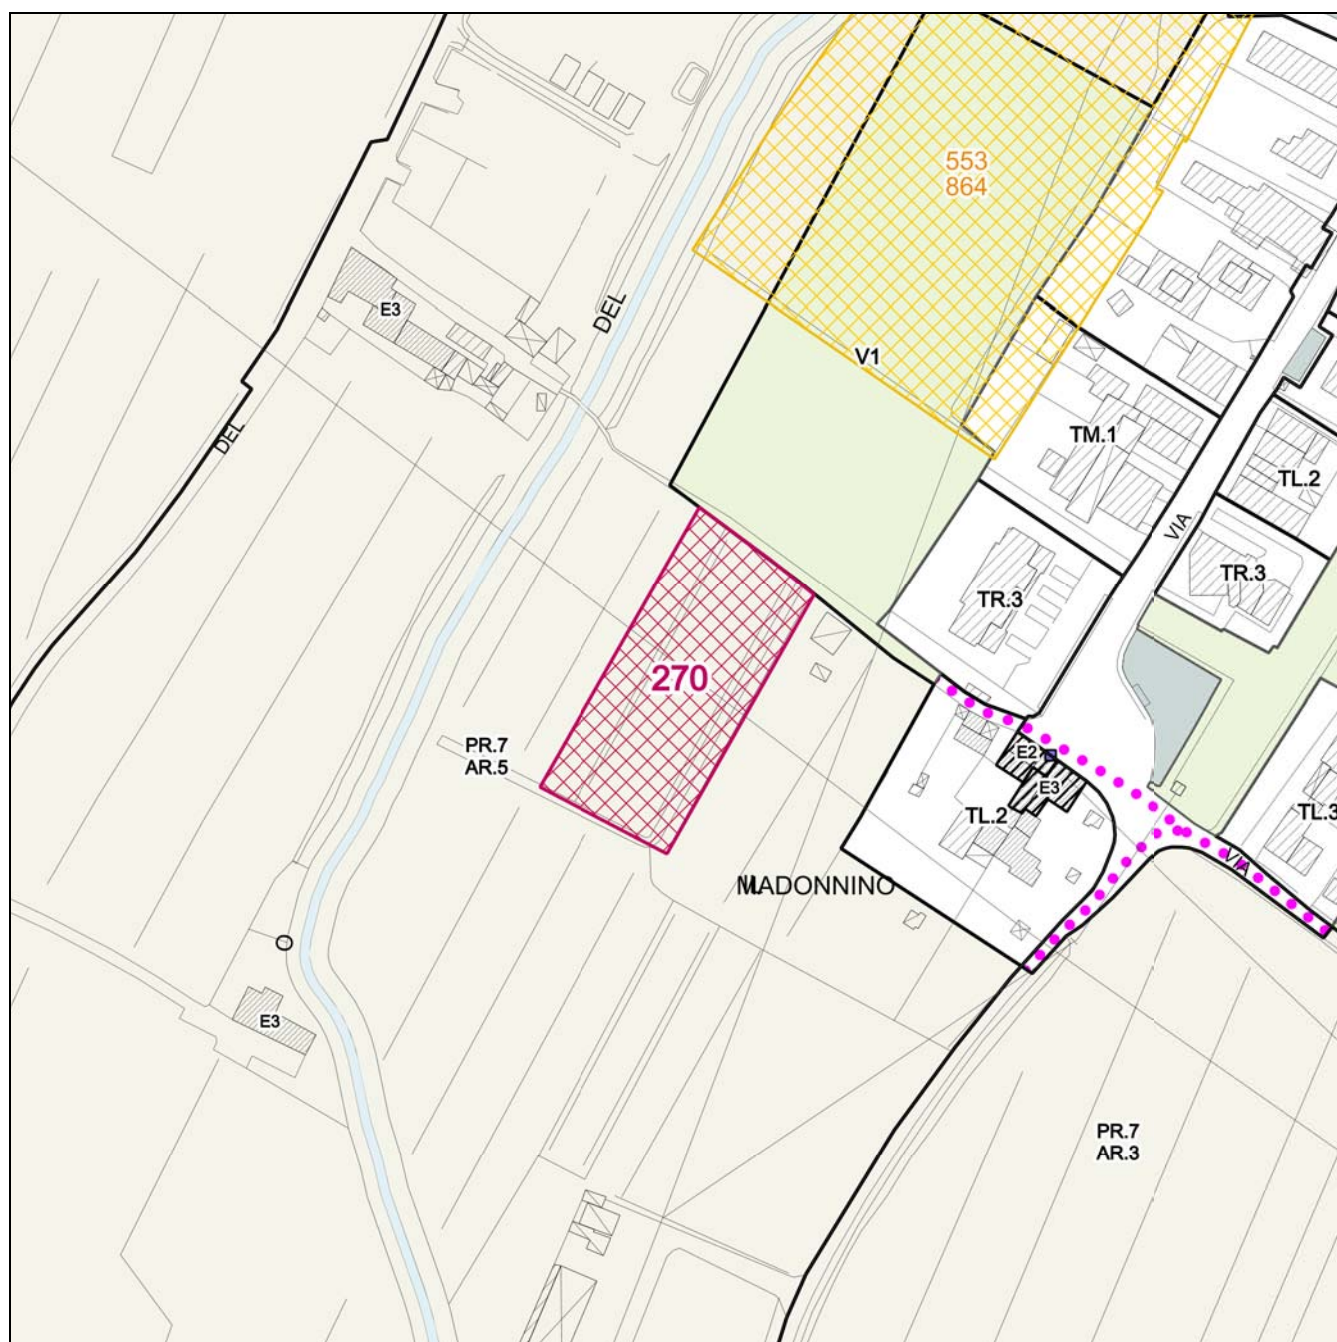 553
864
DEL
E3
V1
DEL
TM.1
TL.2
VIA
TR.3
TR.3
270
PR.7
AR.5
E2
E3
TL.2
TL.3
VIA
MADONNINO
O
E3
PR.7
AR.3